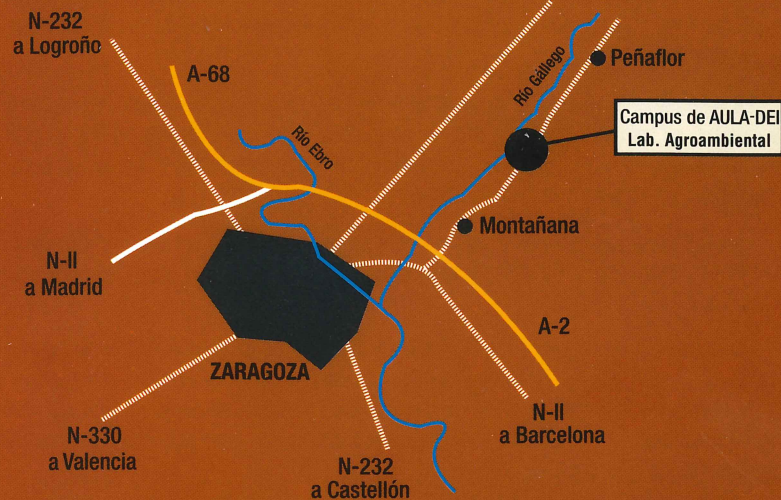 N-232
a Logroño
A-68
Río Ebro
Río Gállego
Peñaflor
Campus de AULA-DEI
Lab. Agroambiental
Montañana
N-II
a Madrid
A-2
ZARAGOZA
N-II
a Barcelona
N-330
a Valencia
N-232
a Castellón